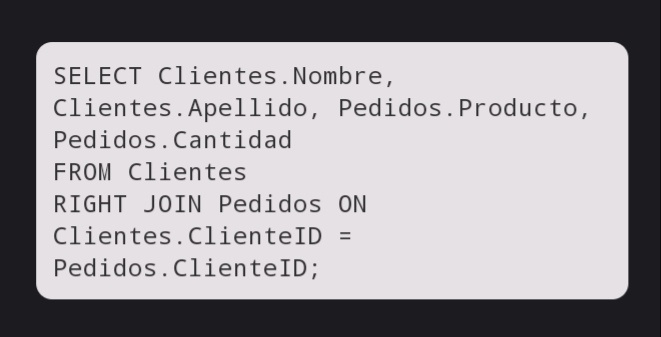 SELECT Clientes.Nombre,
Clientes.Apellido, Pedidos.Producto,
Pedidos.Cantidad
FROM Clientes
RIGHT JOIN Pedidos ON
Clientes.ClienteID =
Pedidos.ClienteID;